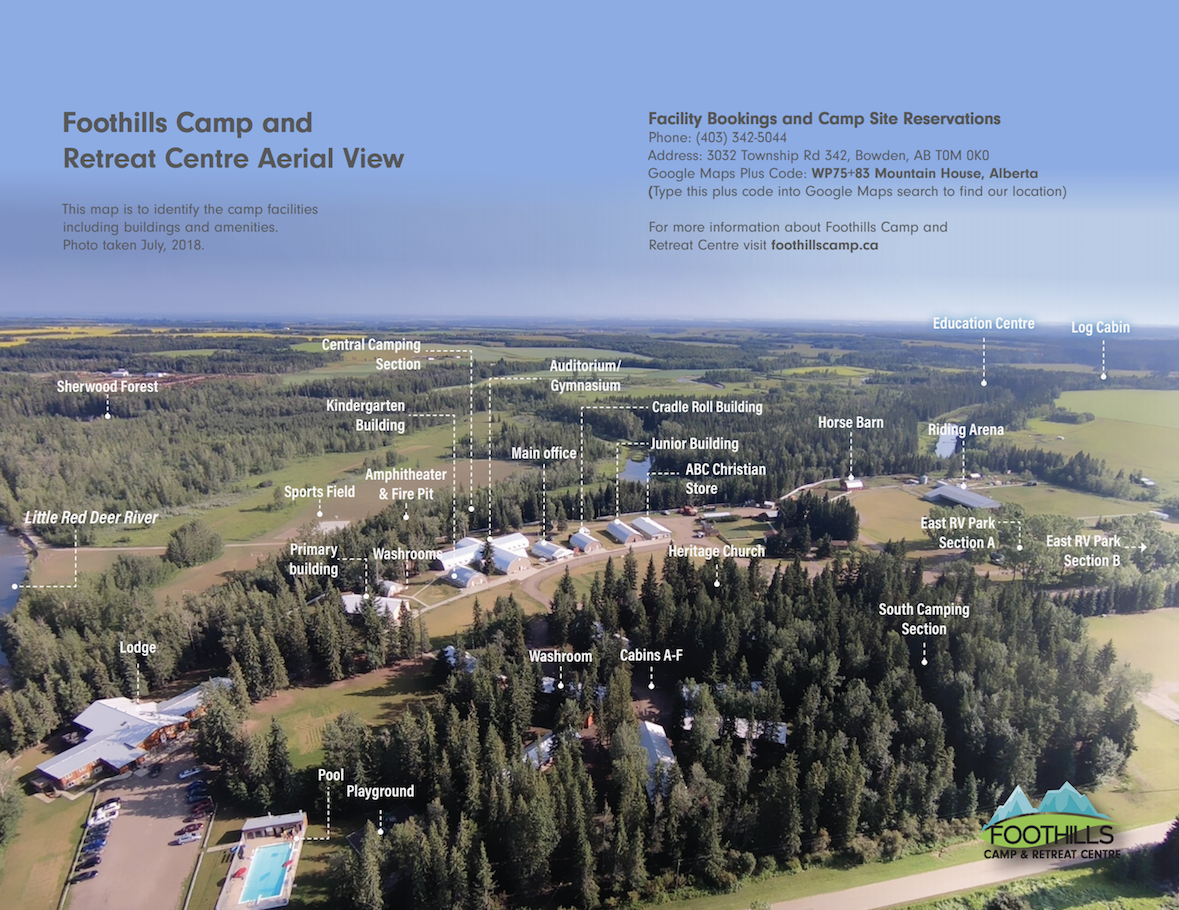 Foothills Camp and
Retreat Centre Aerial View
This map is to identify the camp facilities
including buildings and amenities.
Photo taken July, 2018.
Facility Bookings and Camp Site Reservations
Phone: (403) 342-5044
Address: 3032 Township Rd 342, Bowden, AB T0M 0K0
Google Maps Plus Code: WP75+83 Mountain House, Alberta
(Type this plus code into Google Maps search to find our location)
For more information about Foothills Camp and
Retreat Centre visit foothillscamp.ca
Education Centre
Log Cabin
Central Camping
Section
Auditorium/
Gymnasium
Sherwood Forest
Kindergarten
Building
Cradle Roll Building
Horse Barn
Riding Arena
Main office
Junior Building
ABC Christian
Store
Amphitheater
& Fire Pit
Sports Field
Little Red Deer River
East RV Park
Section A
East RV Park
Section B
Primary
building
Washrooms
Heritage Church
South Camping
Section
Lodge
Washroom
Cabins A-F
Pool
Playground
FOOTHILLS
CAMP & RETREAT CENTRE